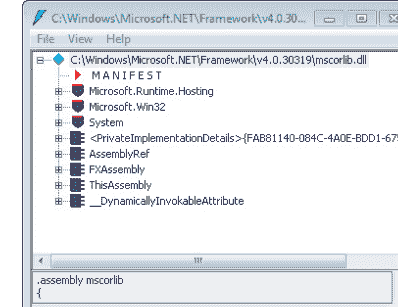 C:\Windows\Microsoft.NET\Framework\v4.0.30...
File View Help
C:\Windows\Microsoft.NET\Framework\v4.0.30319\mscorlib.dll
MANIFEST
Microsoft.Runtime.Hosting
Microsoft.Win32
System
<PrivateImplementationDetails>{FAB81140-084C-4A0E-BDD1-675
AssemblyRef
FXAssembly
ThisAssembly
__DynamicallyInvokableAttribute
.assembly mscorlib
{